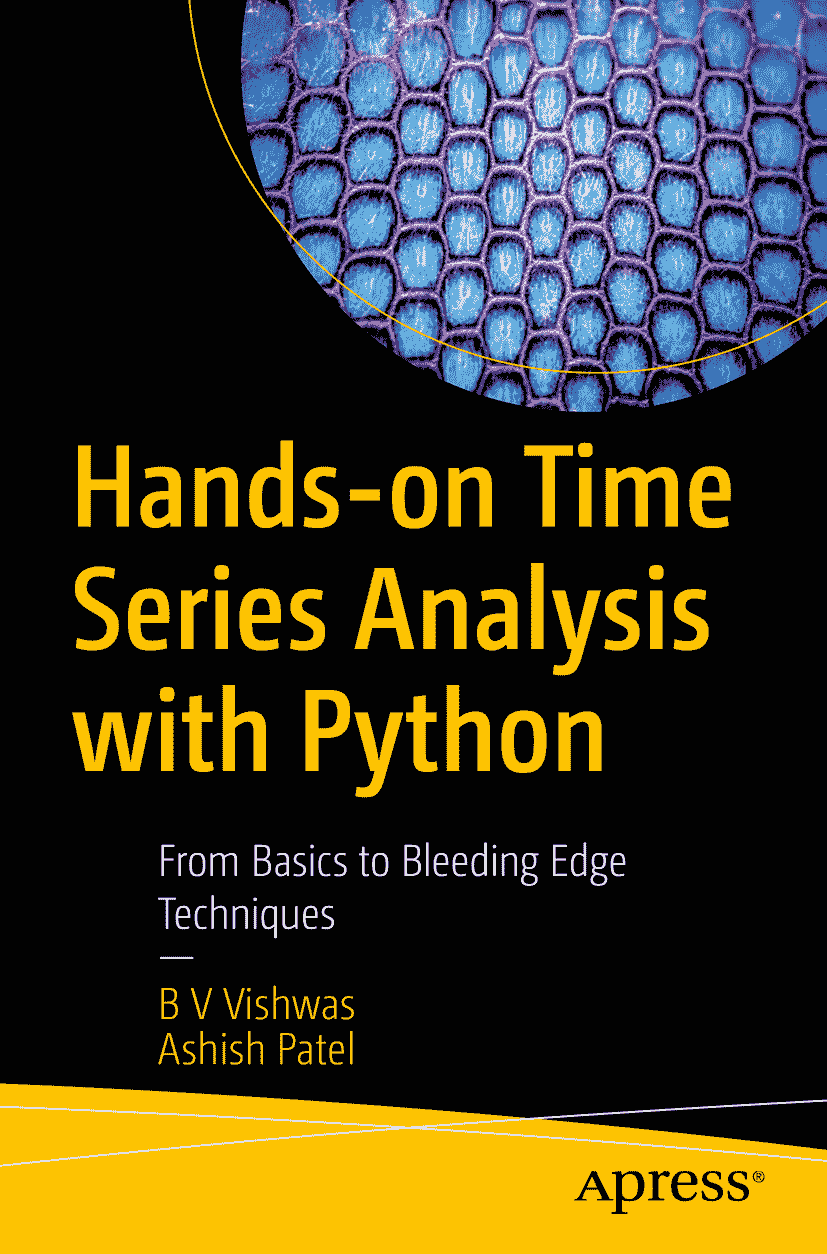 Hands-on Time
Series Analysis
with Python
From Basics to Bleeding Edge
Techniques
—
B V Vishwas
Ashish Patel
Apress®